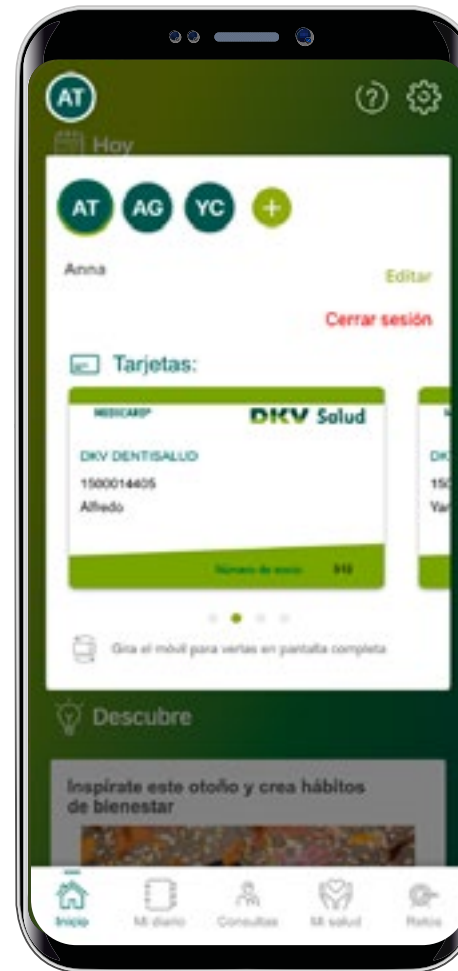 AT
Hoy
AT AG YC +
Anna
Editar
Cerrar sesión
Tarjetas:
MEDICARD®
DKV Salud
DKV DENTISALUD
1500014405
Alfredo
Número de socio
DK
150
Gira el móvil para verlas en pantalla completa
Descubre
Inspírate este otoño y crea hábitos
de bienestar
Inicio
Mi diario
Consultas
Mi salud
Retos